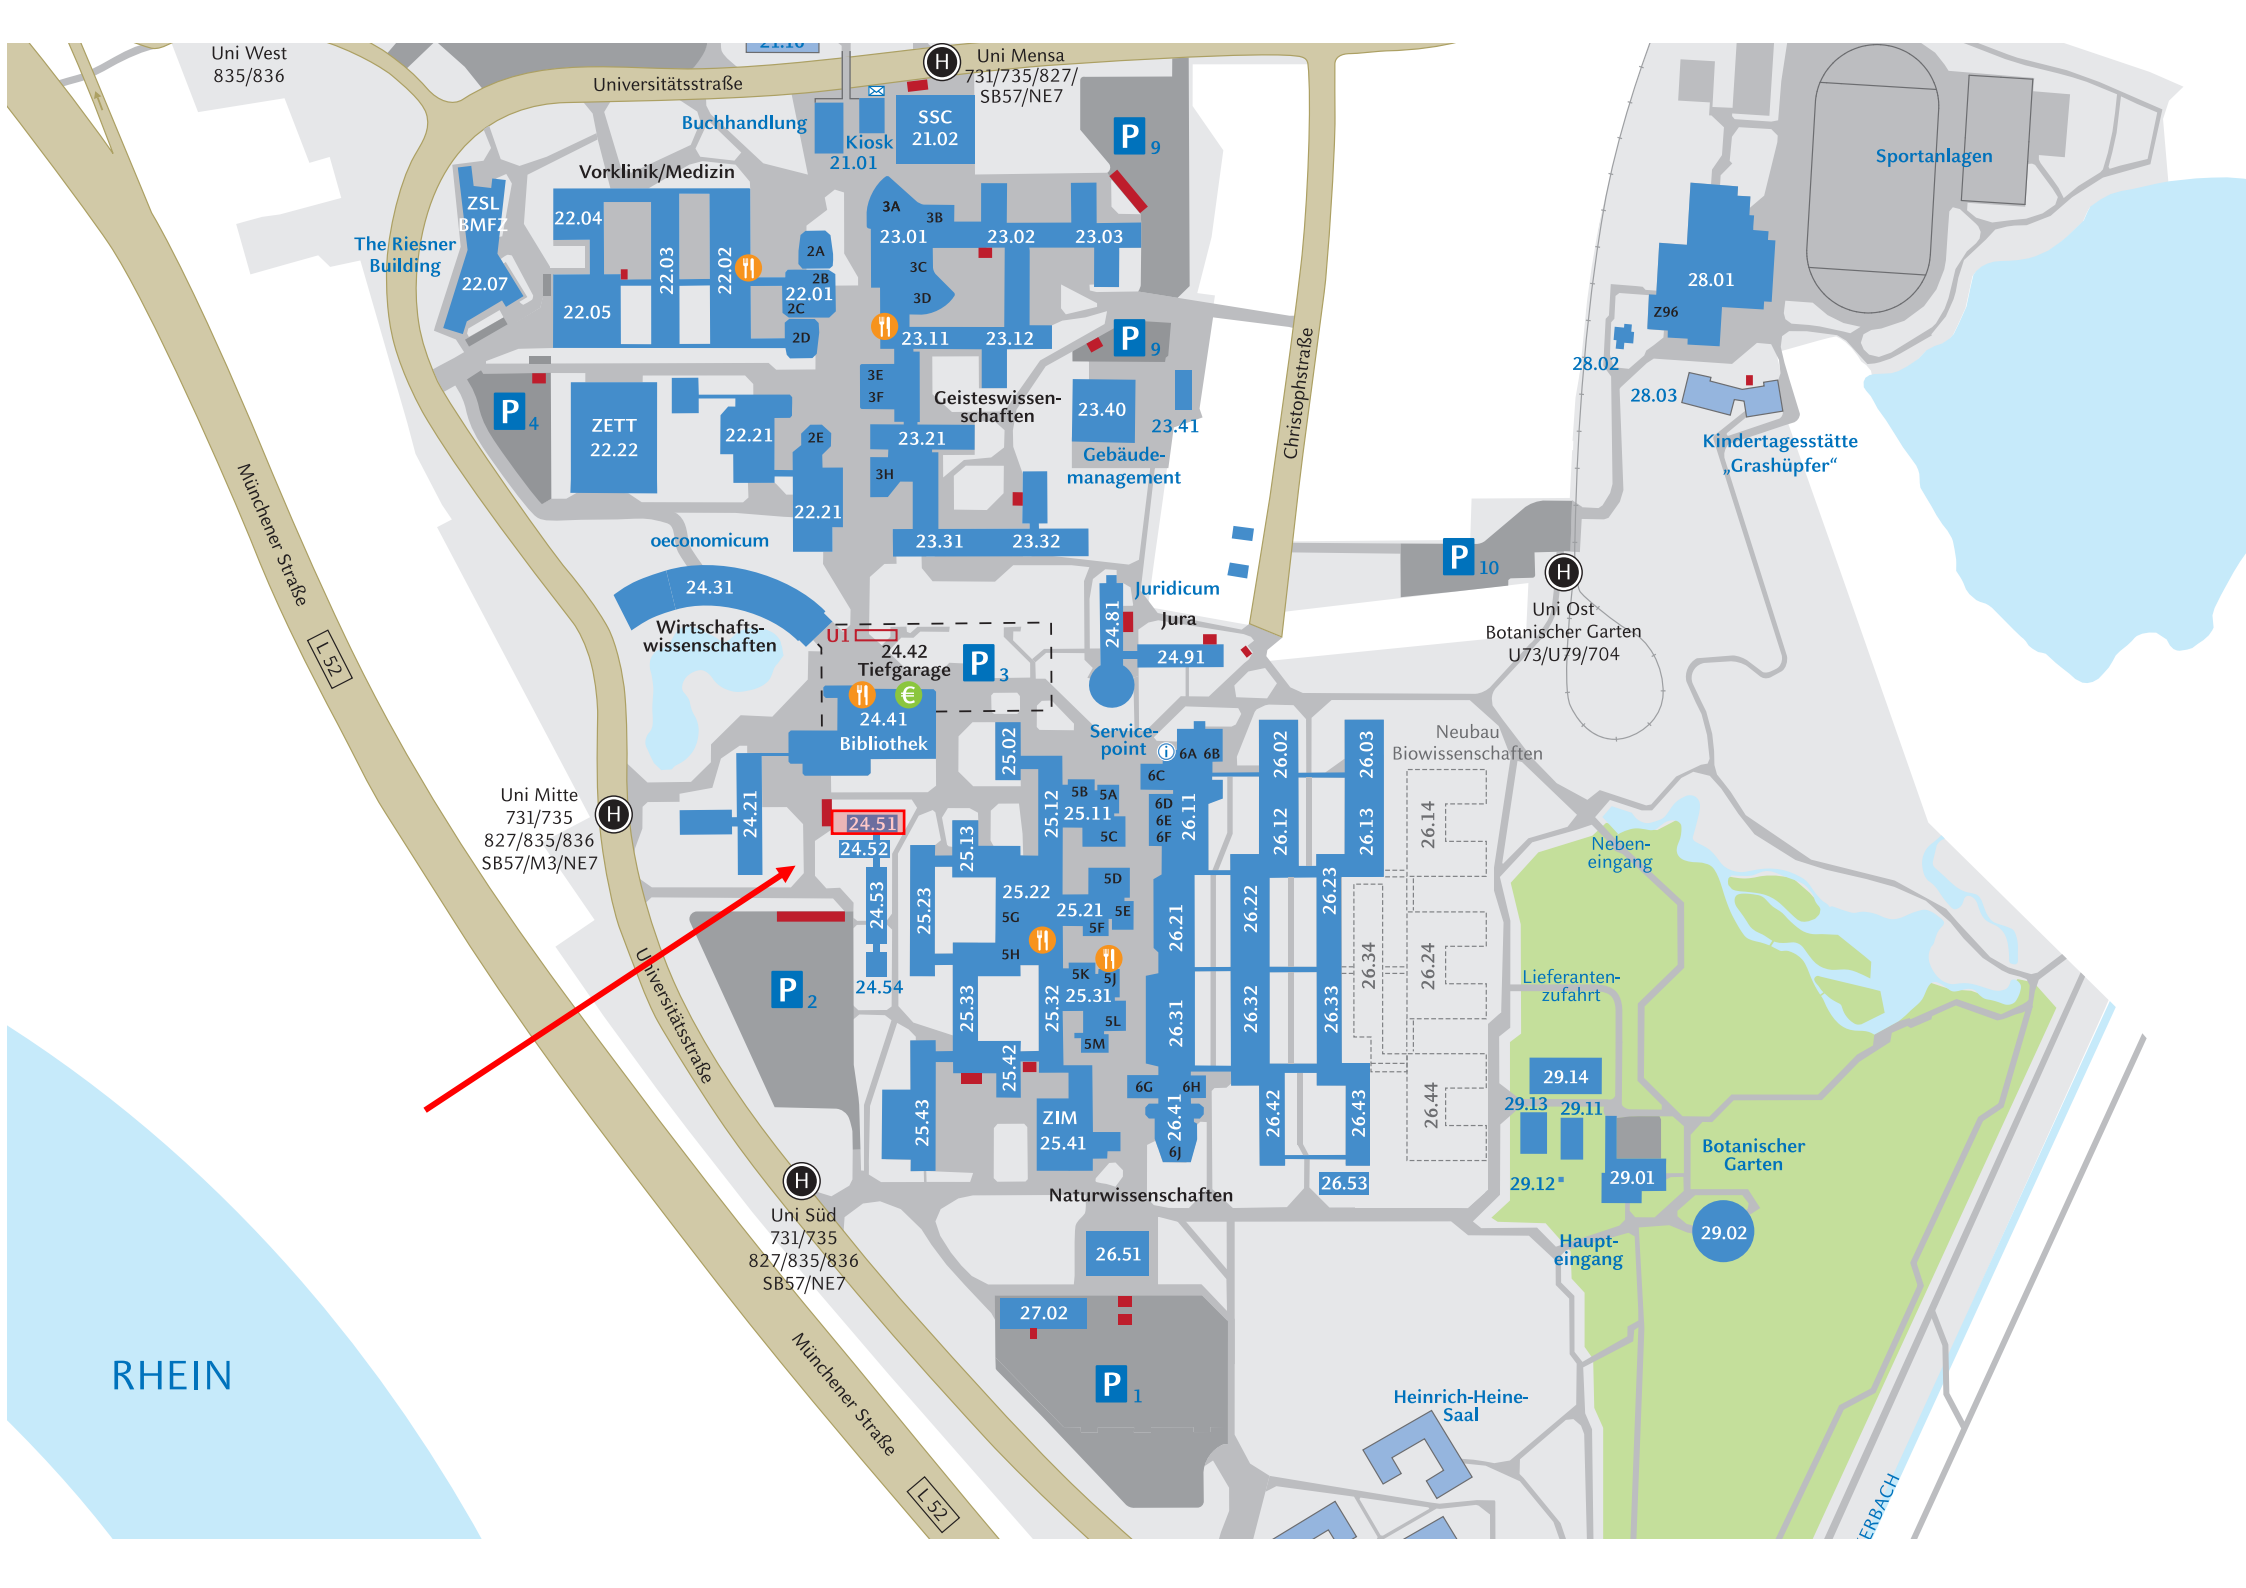 Uni West
835/836
Universitätsstraße
Uni Mensa
731/735/827/
SB57/NE7
Buchhandlung
Kiosk
21.01
SSC
21.02
P 9
Sportanlagen
Vorklinik/Medizin
ZSL
BMFZ
22.07
The Riesner
Building
22.04
22.03
22.02
22.05
2A
2B
22.01
2C
2D
3A
3B
23.01
23.02
23.03
3C
3D
23.11
23.12
P 9
28.01
Z96
28.02
28.03
Kindertagesstätte
„Grashüpfer“
Christophstraße
P 4
ZETT
22.22
22.21
2E
22.21
oeconomicum
3E
3F
Geisteswissen-
schaften
23.21
3H
23.31
23.32
23.40
23.41
Gebäude-
management
Münchener Straße
L 52
24.31
Wirtschafts-
wissenschaften
U1
24.42
Tiefgarage
P 3
24.41
Bibliothek
Juridicum
Jura
24.81
24.91
P 10
Uni Ost
Botanischer Garten
U73/U79/704
Service-
point
Neubau
Biowissenschaften
Uni Mitte
731/735
827/835/836
SB57/M3/NE7
24.21
24.51
24.52
24.53
24.54
P 2
Universitätsstraße
25.02
25.12
5B
5A
25.11
5C
25.13
25.23
25.22
5G
5H
5D
25.21
5E
5F
5K
5J
25.31
5L
5M
25.33
25.32
25.42
25.43
ZIM
25.41
6A
6B
6C
6D
6E
6F
26.11
26.21
26.31
6G
6H
26.41
6J
26.02
26.03
26.12
26.13
26.22
26.23
26.32
26.33
26.42
26.43
26.53
26.14
26.34
26.24
26.44
Neben-
eingang
Lieferanten-
zufahrt
29.14
29.13
29.11
29.12
29.01
29.02
Botanischer
Garten
Haupt-
eingang
Uni Süd
731/735
827/835/836
SB57/NE7
Naturwissenschaften
26.51
27.02
P 1
Münchener Straße
L 52
RHEIN
Heinrich-Heine-
Saal